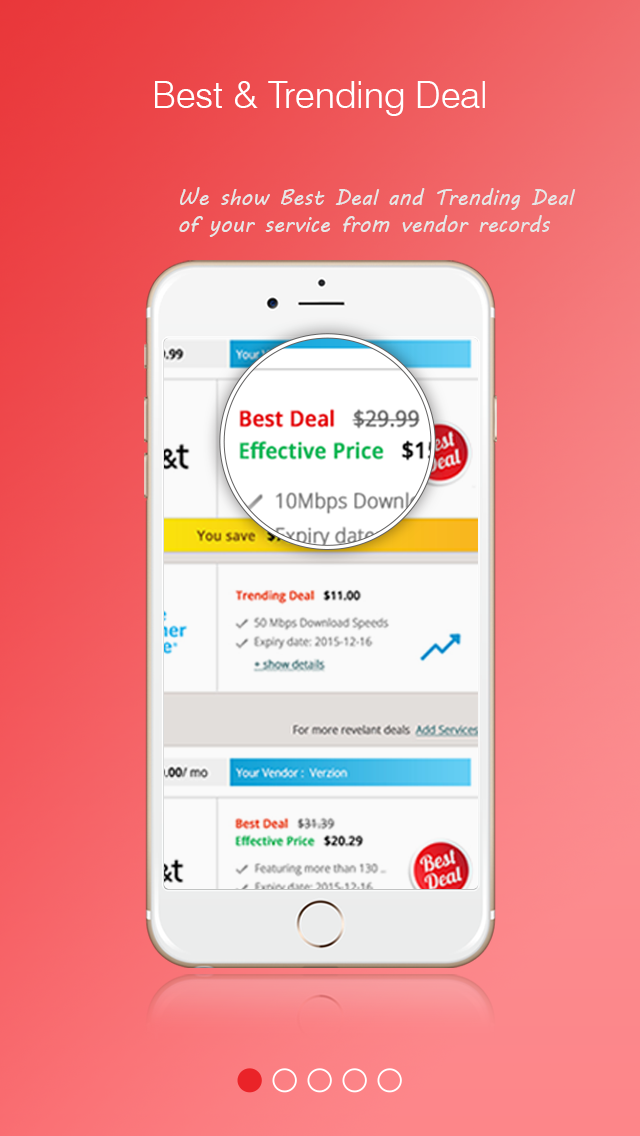 Best & Trending Deal
We show Best Deal and Trending Deal
of your service from vendor records
.99
Best Deal $29.99
Effective Price
&t
Best Deal
10Mbps
Expiry date
You save
Trending Deal $11.00
50 Mbps Download Speeds
Expiry date: 2015-12-16
+ show details
For more revelant deals Add Services
.00/ mo
Your Vendor : Verzion
Best Deal $31.39
Effective Price $20.29
Featuring more than 130 ..
Expiry date: 2015-12-16
&t
Best
Deal